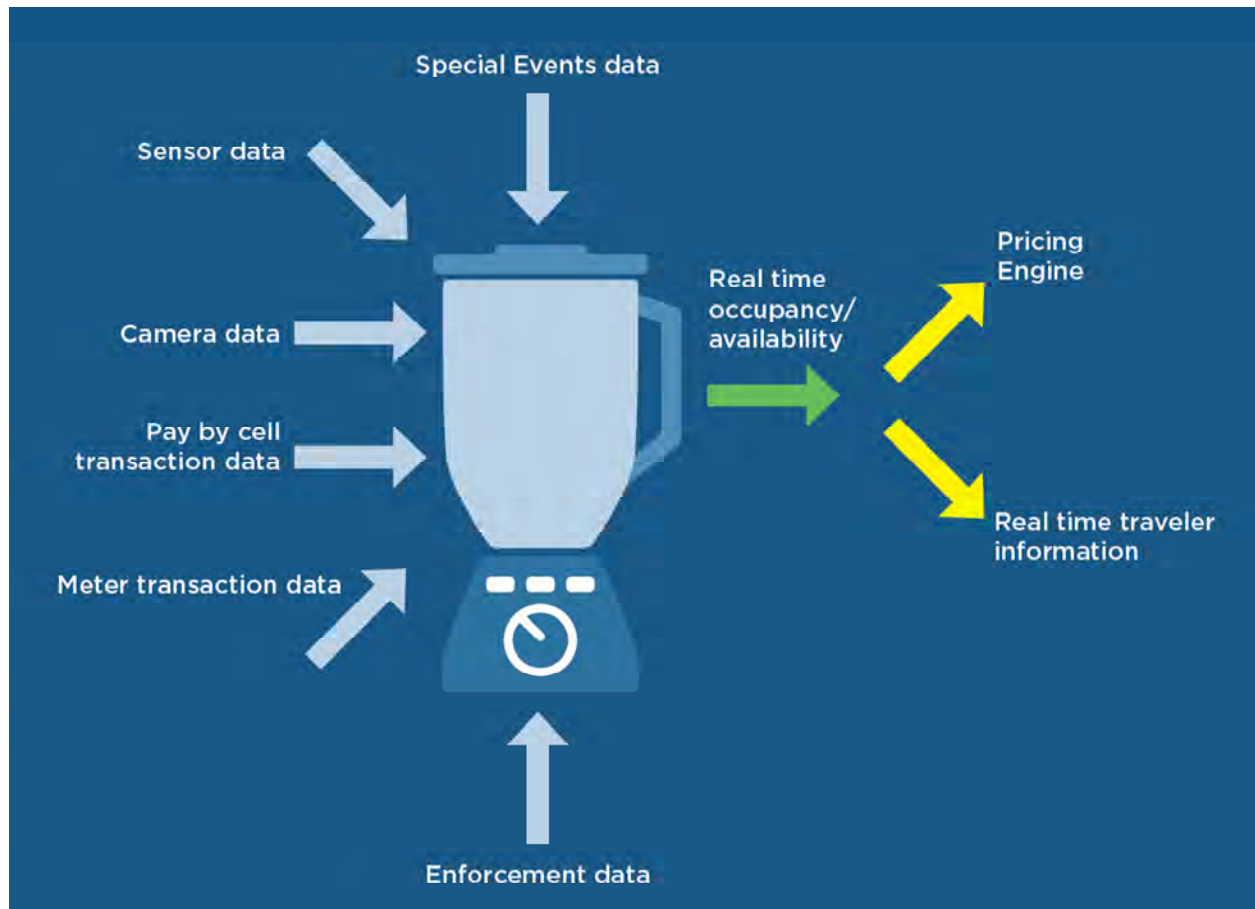 Special Events data
Sensor data
Camera data
Pay by cell
transaction data
Meter transaction data
Enforcement data
Real time
occupancy/
availability
Pricing
Engine
Real time traveler
information